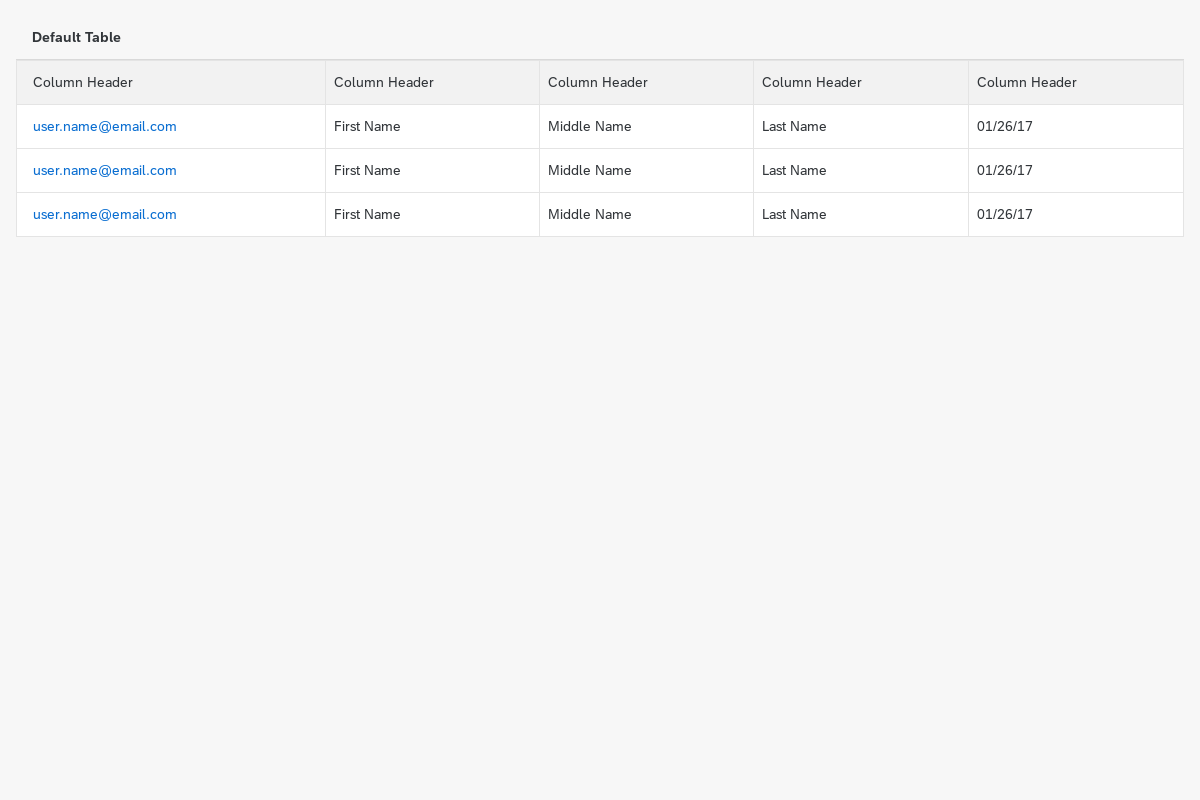 Default Table
Column Header Column Header Column Header Column Header Column Header
user.name@email.com First Name Middle Name Last Name 01/26/17
user.name@email.com First Name Middle Name Last Name 01/26/17
user.name@email.com First Name Middle Name Last Name 01/26/17